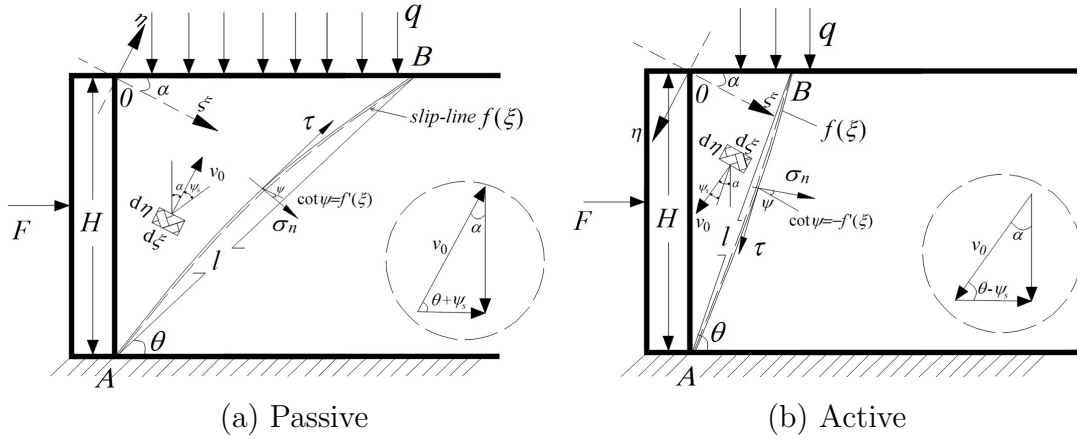 η
q
B
0
α
ξ
slip-line f(ξ)
τ
ψ
cotψ=f'(ξ)
σn
v0
α
ψs
dη
dξ
F
H
l
v0
α
θ+ψs
θ
A
(a) Passive
q
B
0
α
ξ
η
f(ξ)
dη
dξ
σn
ψ
cotψ=-f'(ξ)
ψs
α
v0
F
H
l
τ
v0
α
θ-ψs
θ
A
(b) Active